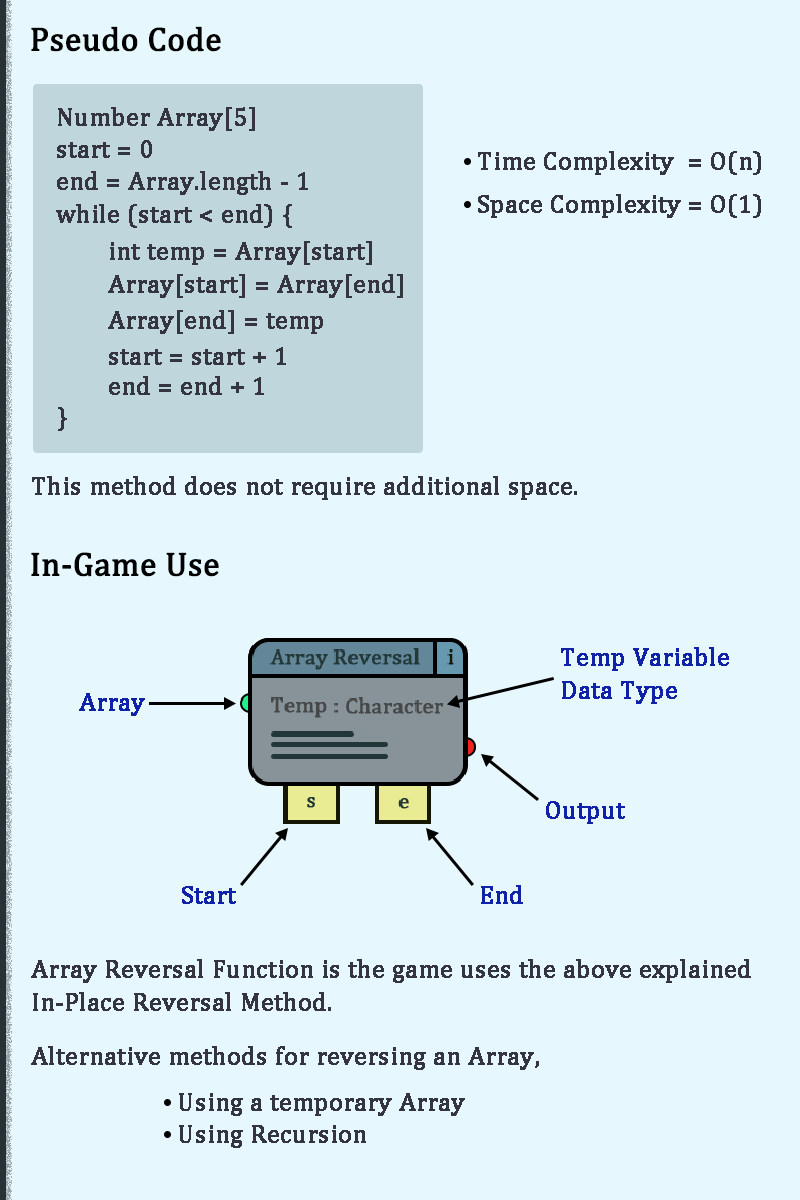 Pseudo Code
Number Array[5]
start = 0
end = Array.length - 1
while (start < end) {
int temp = Array[start]
Array[start] = Array[end]
Array[end] = temp
start = start + 1
end = end + 1
}
• Time Complexity = O(n)
• Space Complexity = O(1)
This method does not require additional space.
In-Game Use
Array Reversal i
Temp : Character
Temp Variable
Data Type
Array
s e
Output
Start
End
Array Reversal Function is the game uses the above explained
In-Place Reversal Method.
Alternative methods for reversing an Array,
• Using a temporary Array
• Using Recursion